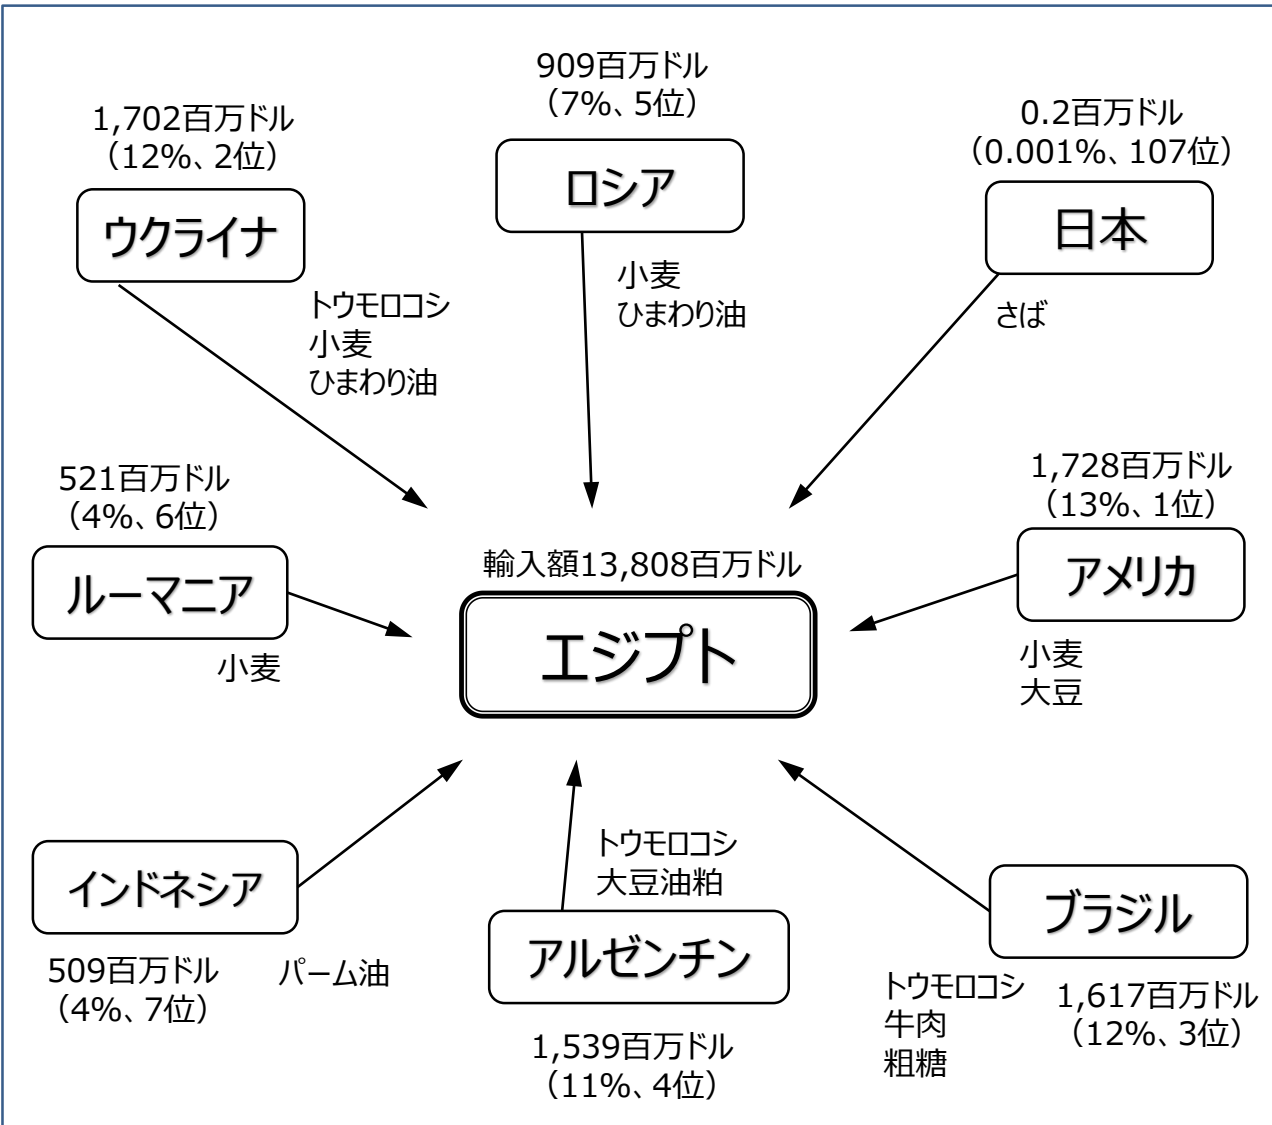 909百万ドル
（7%、5位）
ロシア
小麦
ひまわり油
1,702百万ドル
（12%、2位）
ウクライナ
トウモロコシ
小麦
ひまわり油
0.2百万ドル
（0.001%、107位）
日本
さば
521百万ドル
（4%、6位）
ルーマニア
小麦
輸入額13,808百万ドル
エジプト
1,728百万ドル
（13%、1位）
アメリカ
小麦
大豆
インドネシア
509百万ドル
（4%、7位）
パーム油
トウモロコシ
大豆油粕
アルゼンチン
1,539百万ドル
（11%、4位）
ブラジル
トウモロコシ
牛肉
粗糖
1,617百万ドル
（12%、3位）